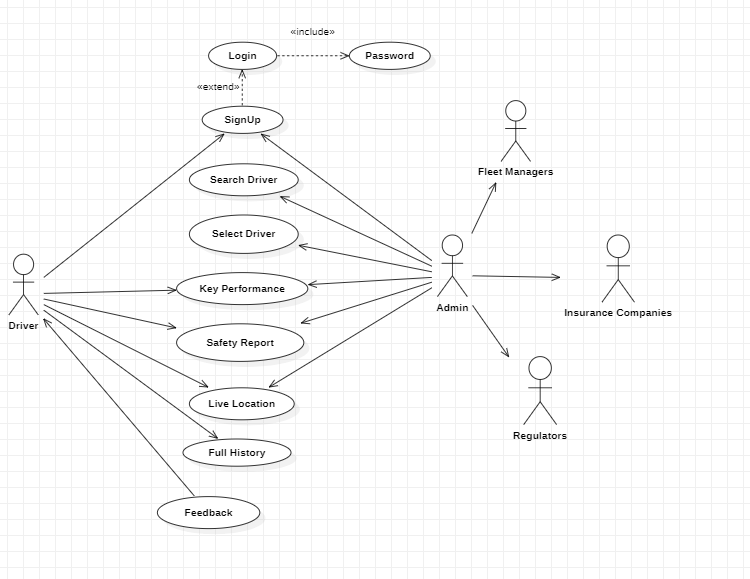 «include»
Login
Password
«extend»
SignUp
Fleet Managers
Search Driver
Select Driver
Key Performance
Admin
Insurance Companies
Driver
Safety Report
Live Location
Regulators
Full History
Feedback